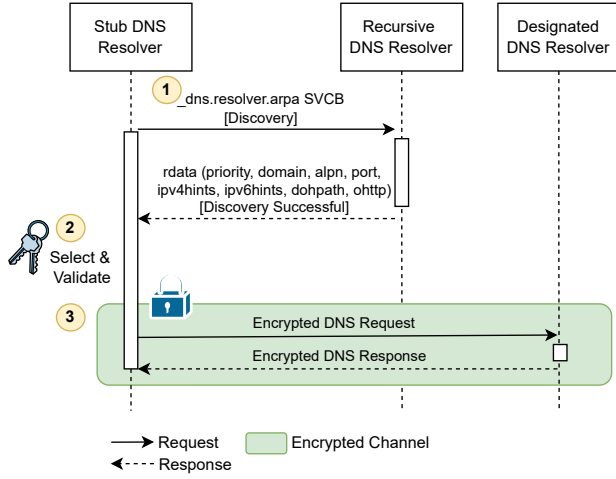 Stub DNS
Resolver
Recursive
DNS Resolver
Designated
DNS Resolver
1
_dns.resolver.arpa SVCB
[Discovery]
rdata (priority, domain, alpn, port,
ipv4hints, ipv6hints, dohpath, ohttp)
[Discovery Successful]
2
Select &
Validate
3
Encrypted DNS Request
Encrypted DNS Response
Request
Encrypted Channel
Response